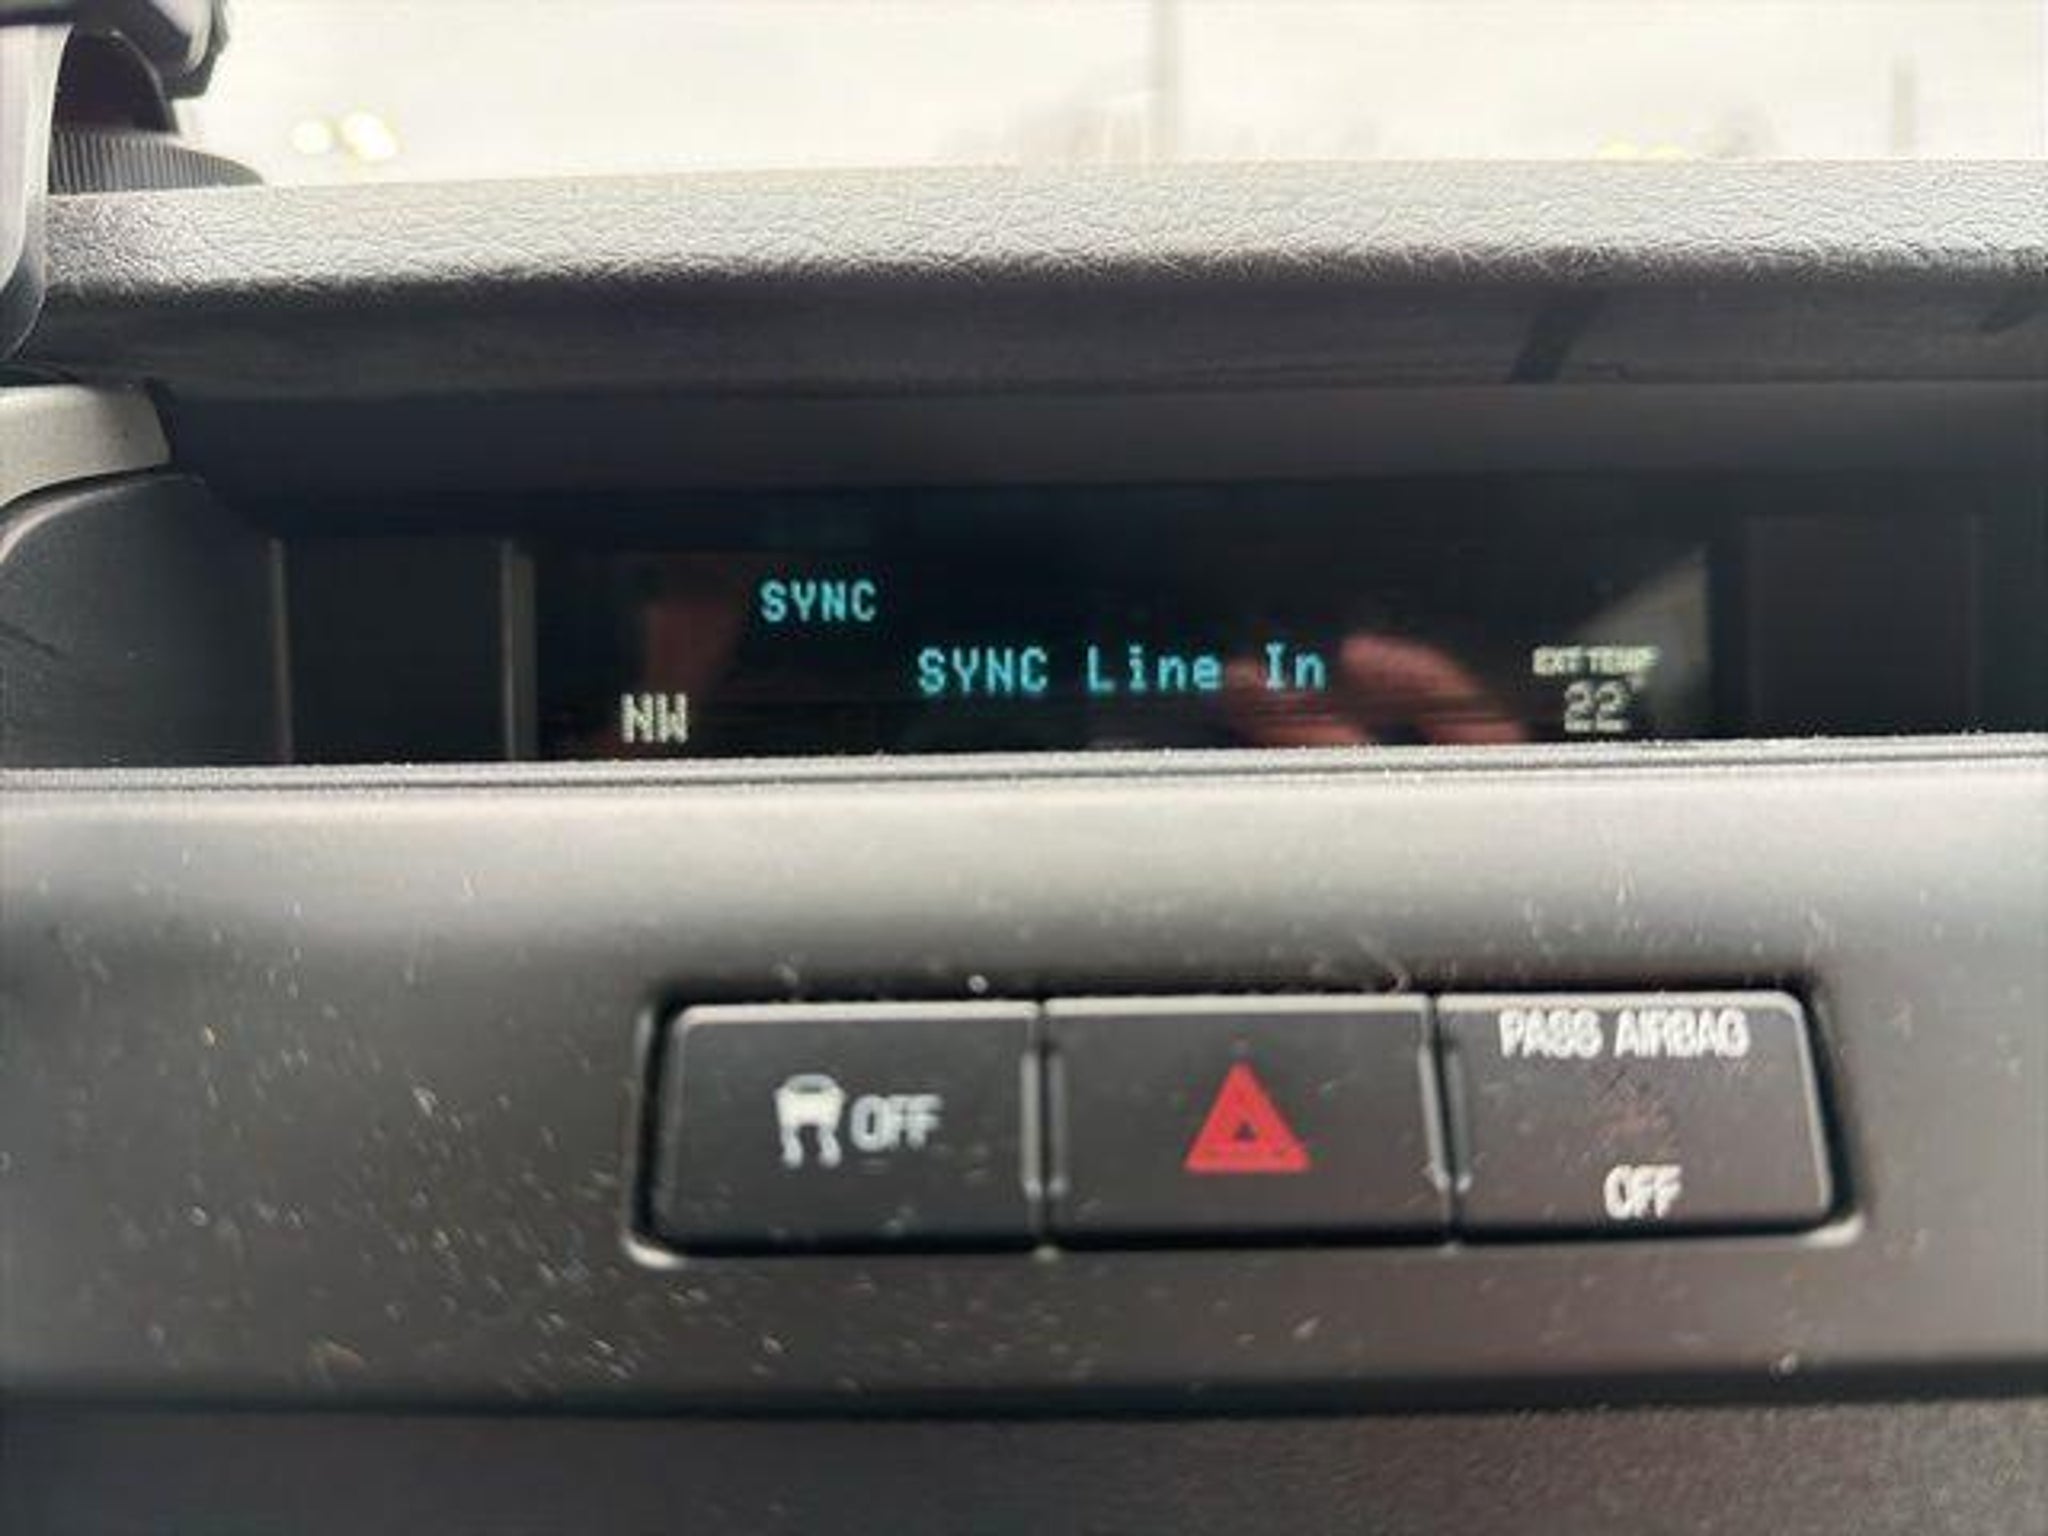 SYNC
SYNC Line In
NW
EXT TEMP
22°
OFF
PASS AIRBAG
OFF